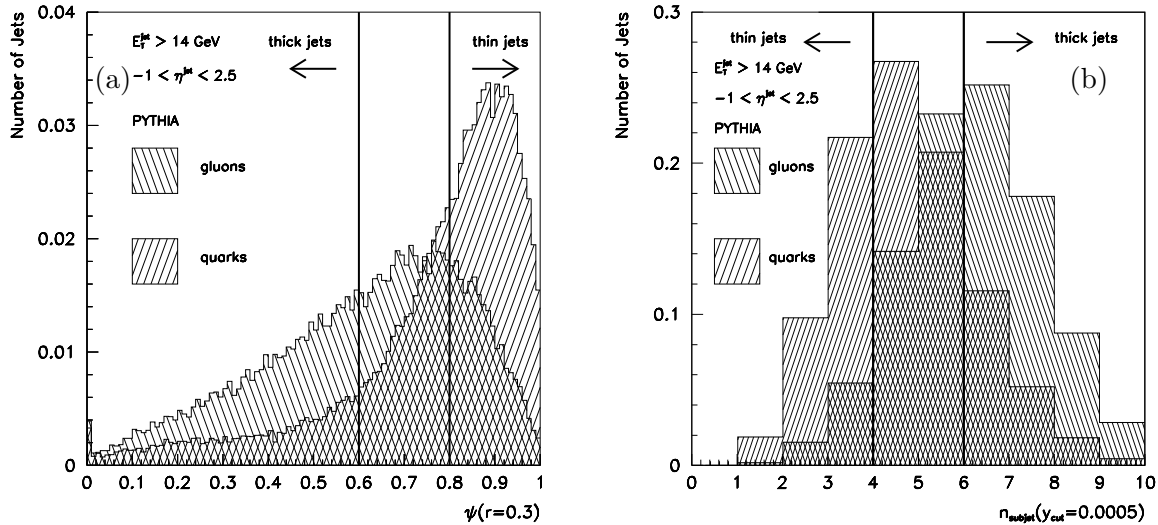 Number of Jets
0.04
0.03
0.02
0.01
0
E_T^jet > 14 GeV
-1 < η^jet < 2.5
PYTHIA
gluons
quarks
thick jets
thin jets
(a)
0 0.1 0.2 0.3 0.4 0.5 0.6 0.7 0.8 0.9 1
ψ(r=0.3)
Number of Jets
0.3
0.2
0.1
0
thin jets
thick jets
E_T^jet > 14 GeV
-1 < η^jet < 2.5
PYTHIA
gluons
quarks
(b)
0 1 2 3 4 5 6 7 8 9 10
n_subjet(y_cut=0.0005)